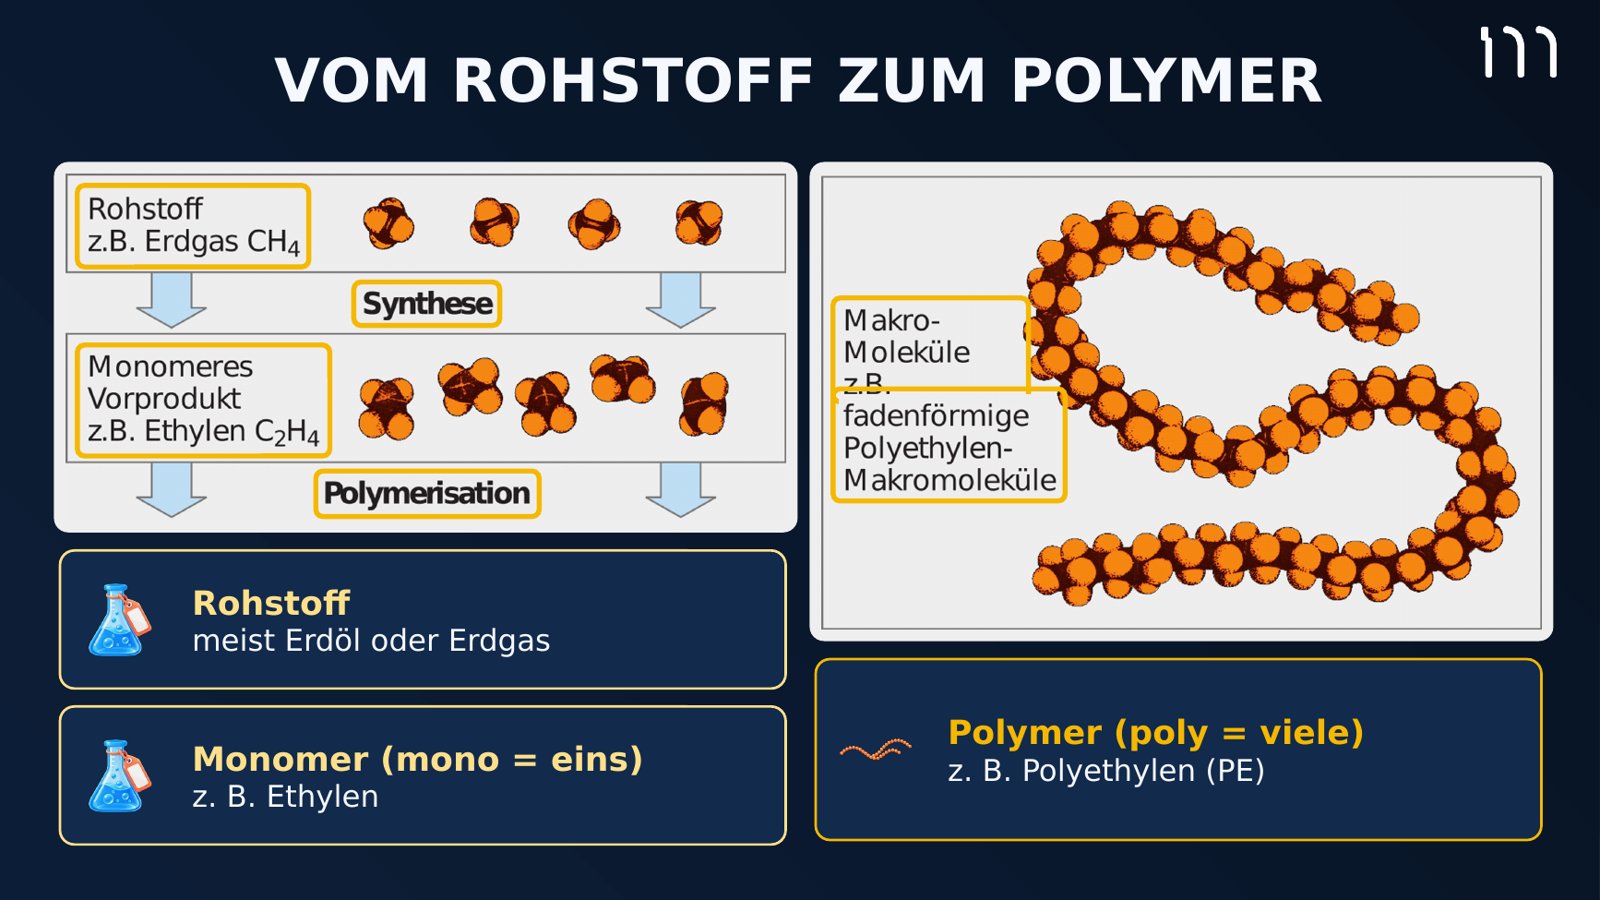 VOM ROHSTOFF ZUM POLYMER
m
Rohstoff
z.B. Erdgas CH₄
Synthese
Monomeres
Vorprodukt
z.B. Ethylen C₂H₄
Polymerisation
Makro-
Moleküle
z.B.
fadenförmige
Polyethylen-
Makromoleküle
Rohstoff
meist Erdöl oder Erdgas
Monomer (mono = eins)
z. B. Ethylen
Polymer (poly = viele)
z. B. Polyethylen (PE)